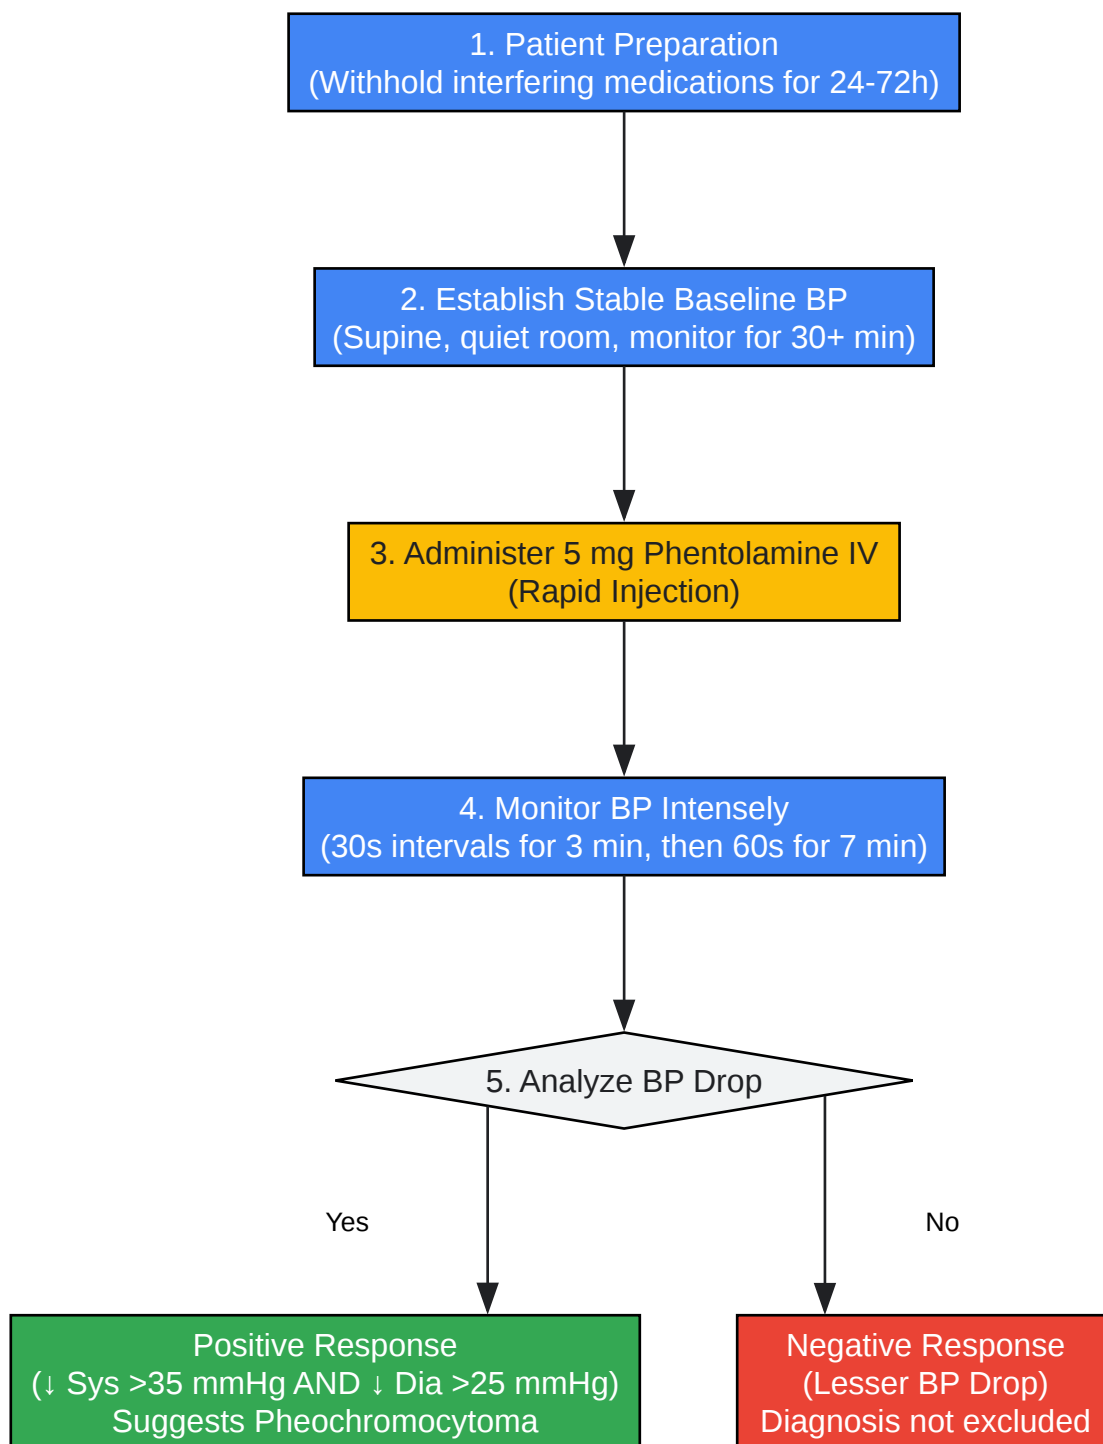 1. Patient Preparation
(Withhold interfering medications for 24-72h)
2. Establish Stable Baseline BP
(Supine, quiet room, monitor for 30+ min)
3. Administer 5 mg Phentolamine IV
(Rapid Injection)
4. Monitor BP Intensely
(30s intervals for 3 min, then 60s for 7 min)
5. Analyze BP Drop
Yes
No
Positive Response
(↓ Sys >35 mmHg AND ↓ Dia >25 mmHg)
Suggests Pheochromocytoma
Negative Response
(Lesser BP Drop)
Diagnosis not excluded